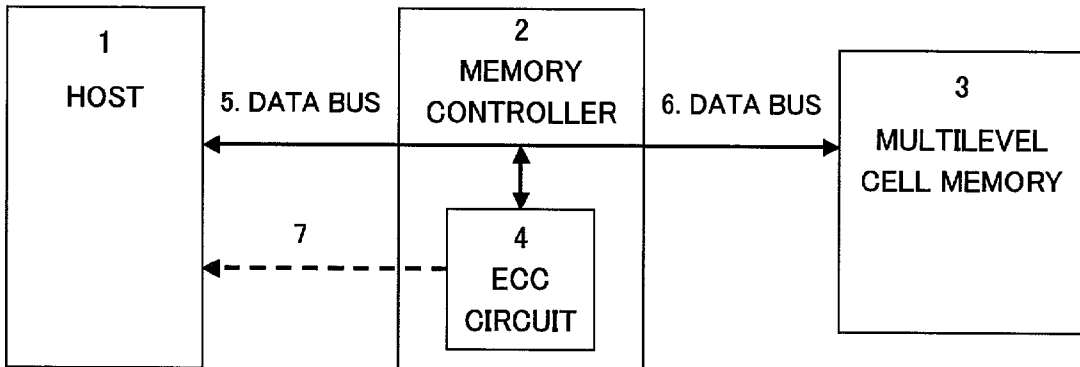 1
HOST
5. DATA BUS
2
MEMORY
CONTROLLER
6. DATA BUS
3
MULTILEVEL
CELL MEMORY
7
4
ECC
CIRCUIT